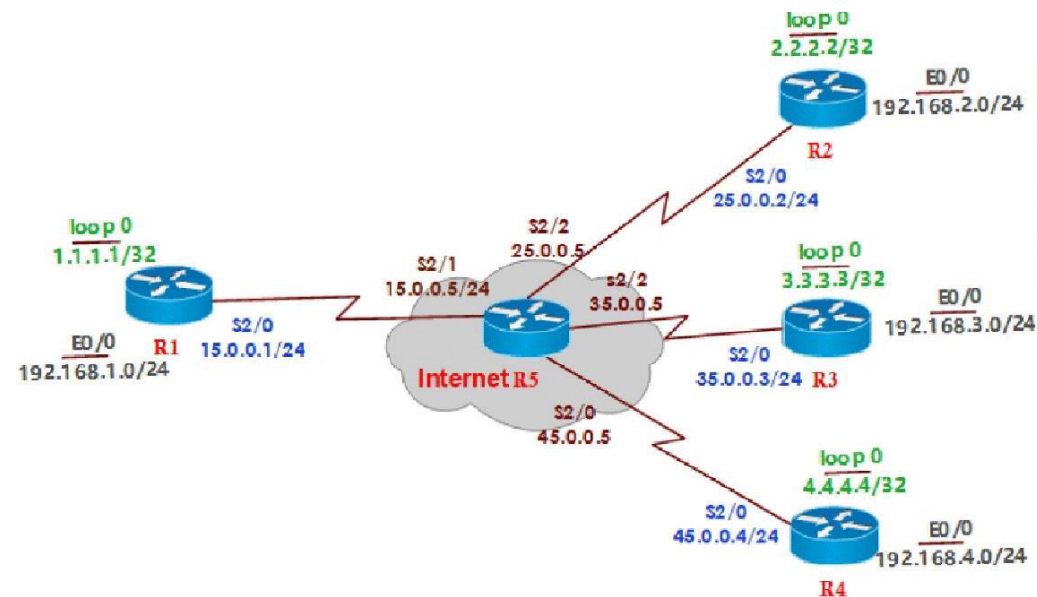 loop 0
2.2.2.2/32
E0/0
192.168.2.0/24
R2
S2/0
25.0.0.2/24
loop 0
1.1.1.1/32
S2/2
25.0.0.5
S2/1
15.0.0.5/24
s2/2
35.0.0.5
loop 0
3.3.3.3/32
E0/0
192.168.3.0/24
E0/0
192.168.1.0/24
R1
S2/0
15.0.0.1/24
Internet R5
S2/0
35.0.0.3/24
R3
S2/0
45.0.0.5
loop 0
4.4.4.4/32
S2/0
45.0.0.4/24
E0/0
192.168.4.0/24
R4